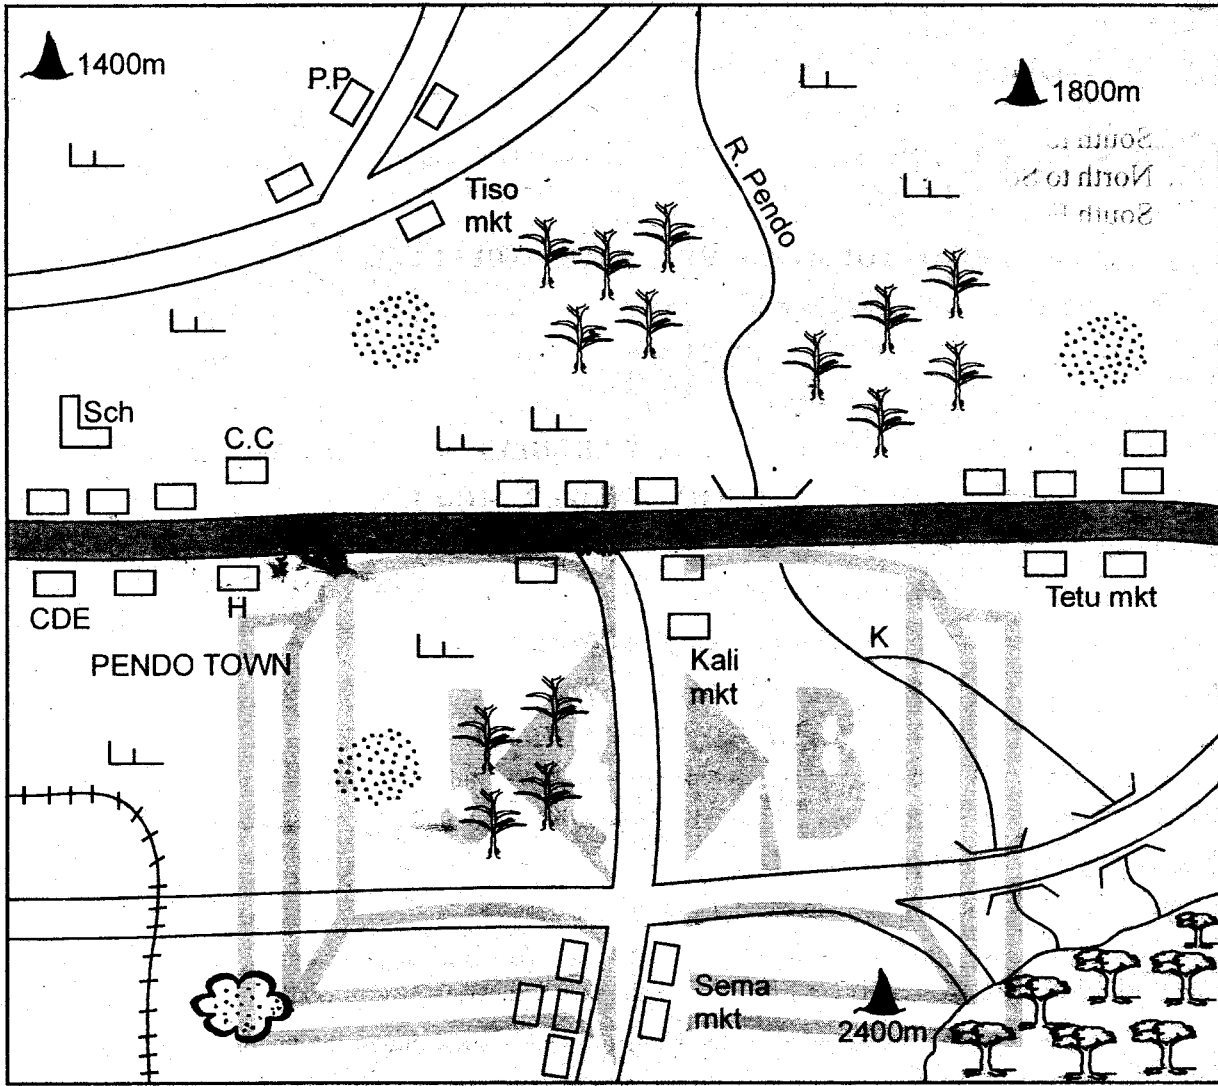 1400m
P.P
1800m
R. Pendo
Tiso
mkt
Sch
C.C
CDE
H
Tetu mkt
PENDO TOWN
K
Kali
mkt
Sema
mkt
2400m